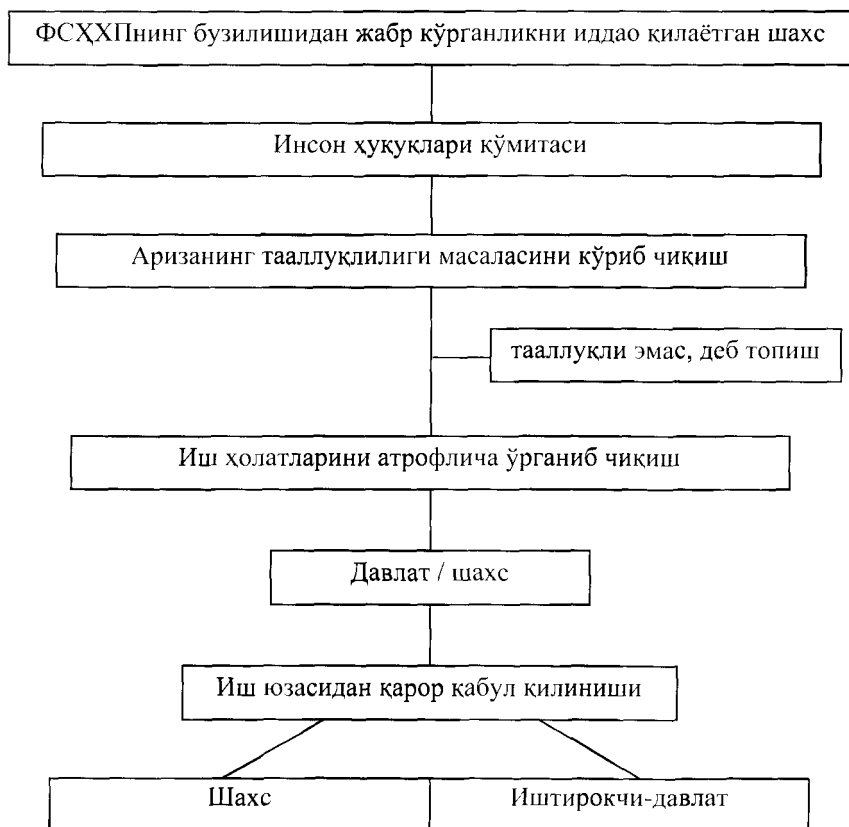 ФСҲХПнинг бузилишидан жабр кўрганликни иддао қилаётган шахс
Инсон ҳуқуқлари қўмитаси
Аризанинг тааллуқлилиги масаласини кўриб чиқиш
тааллуқли эмас, деб топиш
Иш ҳолатларини атрофлича ўрганиб чиқиш
Давлат / шахс
Иш юзасидан қарор қабул қилиниши
Шахс
Иштирокчи-давлат